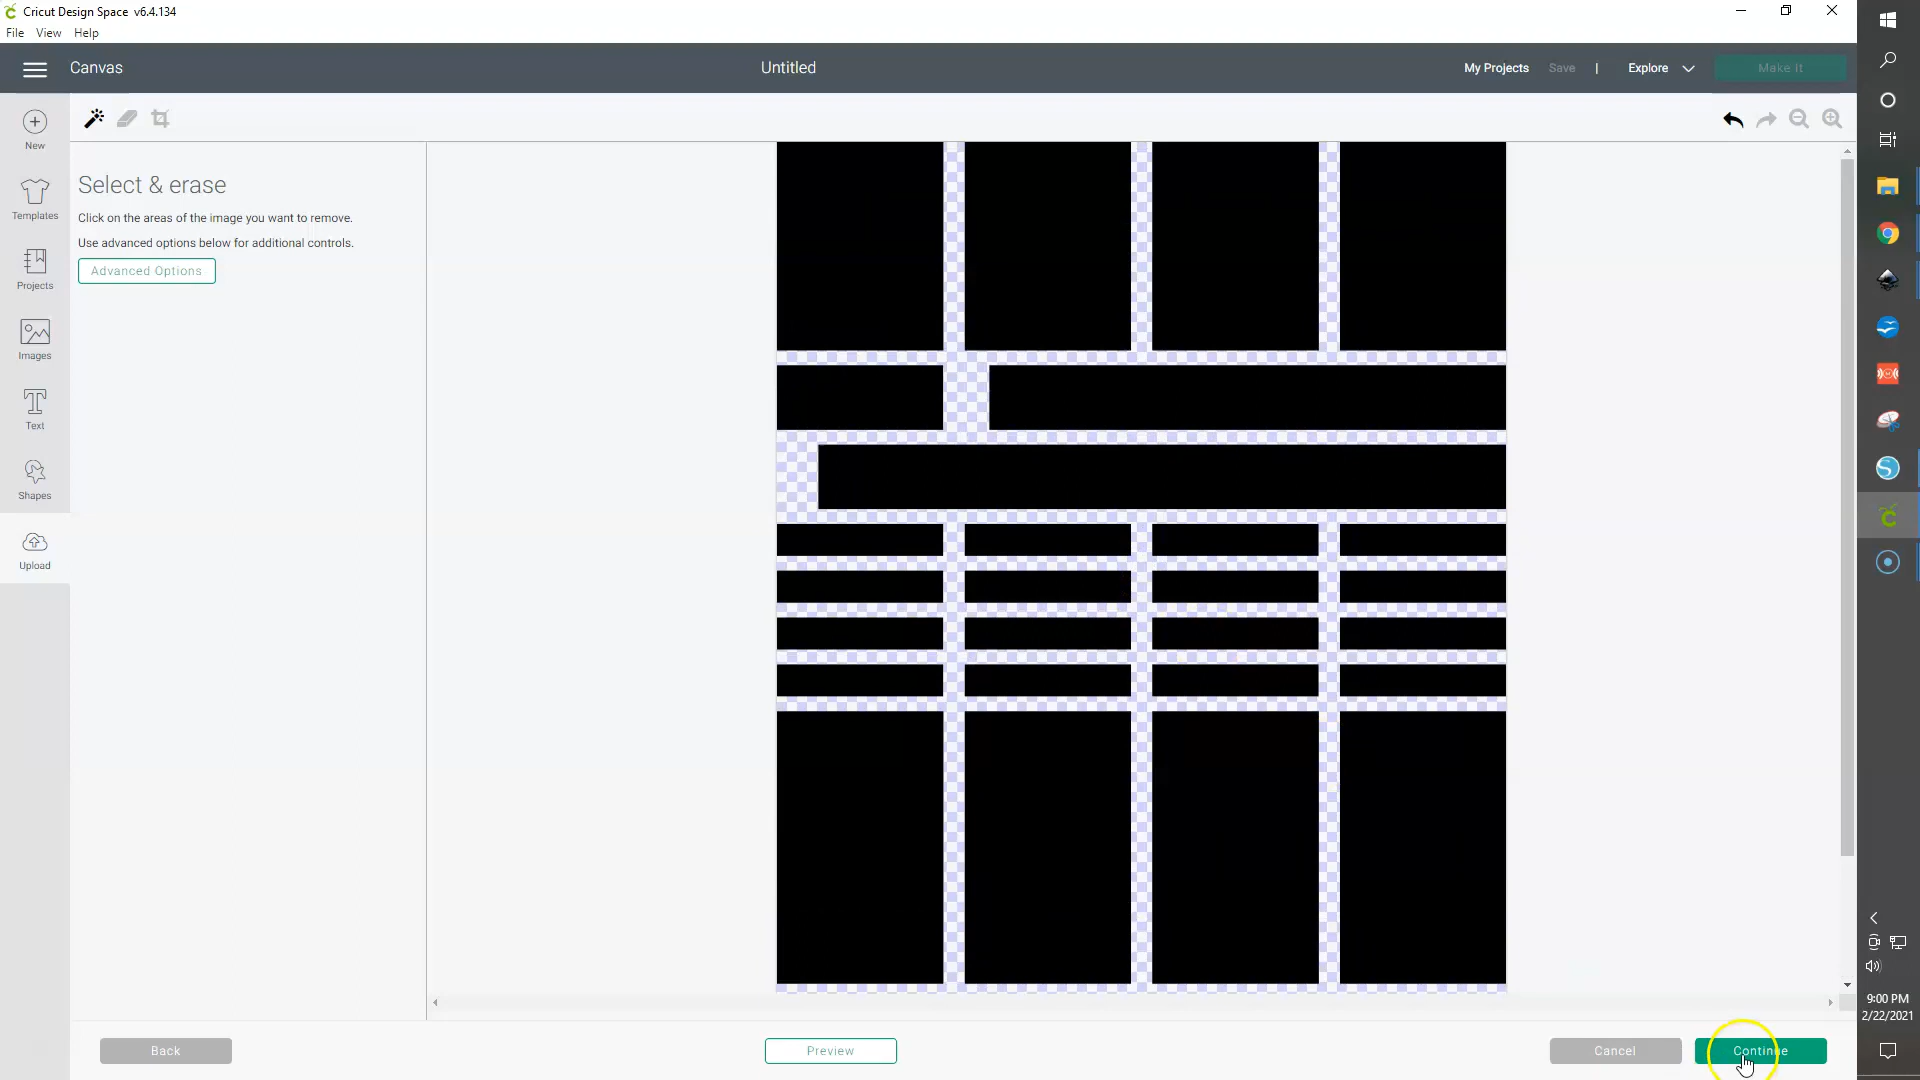 Cricut Design Space v6.4.134
File View Help
Canvas
Untitled
My Projects Save | Explore Make It
New
Templates
Projects
Images
Text
Shapes
Upload
Select & erase
Click on the areas of the image you want to remove.
Use advanced options below for additional controls.
Advanced Options
Back
Preview
Cancel
Continue
9:00 PM
2/22/2021